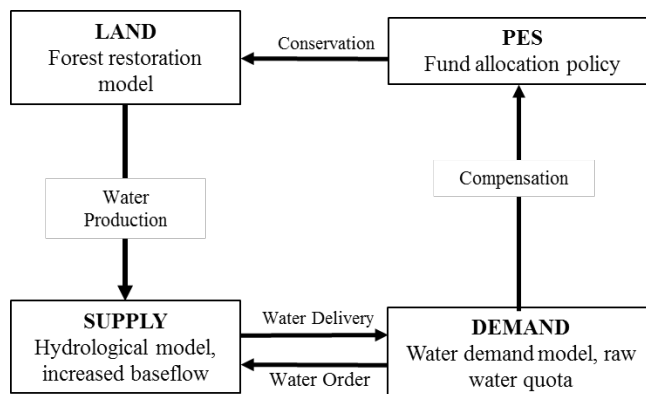 LAND
Forest restoration
model
Conservation
PES
Fund allocation policy
Water
Production
Compensation
SUPPLY
Hydrological model,
increased baseflow
Water Delivery
Water Order
DEMAND
Water demand model, raw
water quota